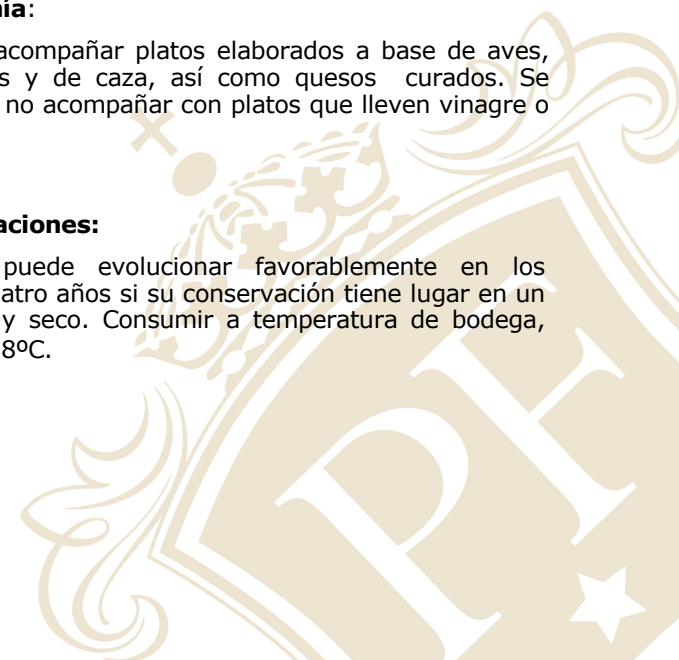 ía:
acompañar platos elaborados a base de aves,
s y de caza, así como quesos curados. Se
no acompañar con platos que lleven vinagre o
aciones:
puede evolucionar favorablemente en los
atro años si su conservación tiene lugar en un
y seco. Consumir a temperatura de bodega,
8ºC.
PF